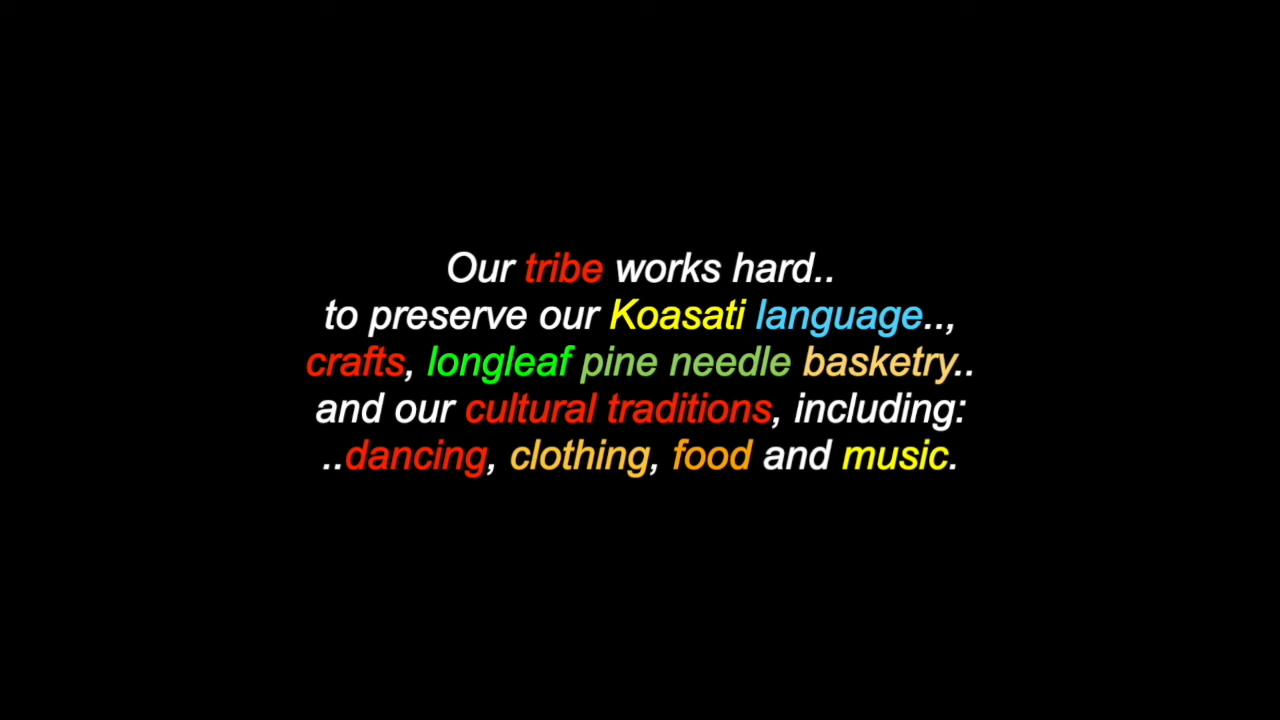 Our tribe works hard..
to preserve our Koasati language..,
crafts, longleaf pine needle basketry..
and our cultural traditions, including:
..dancing, clothing, food and music.